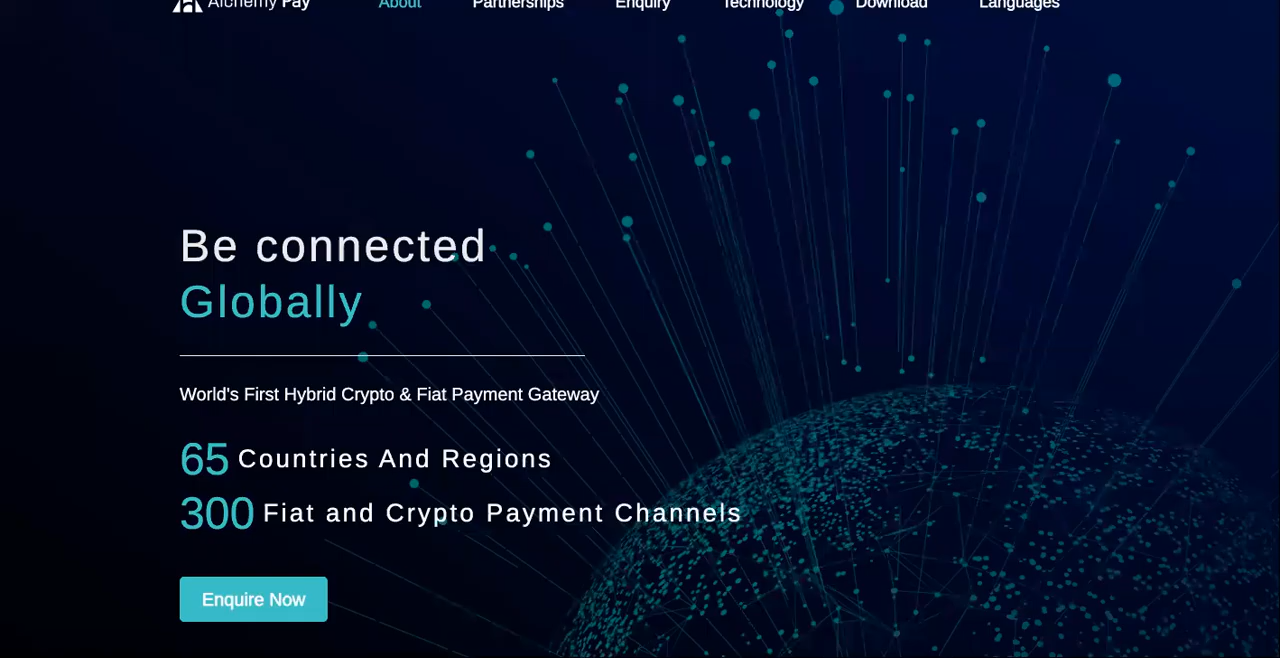 Alchemy Pay About Partnerships Enquiry Technology Download Languages
Be connected
Globally
World's First Hybrid Crypto & Fiat Payment Gateway
65 Countries And Regions
300 Fiat and Crypto Payment Channels
Enquire Now